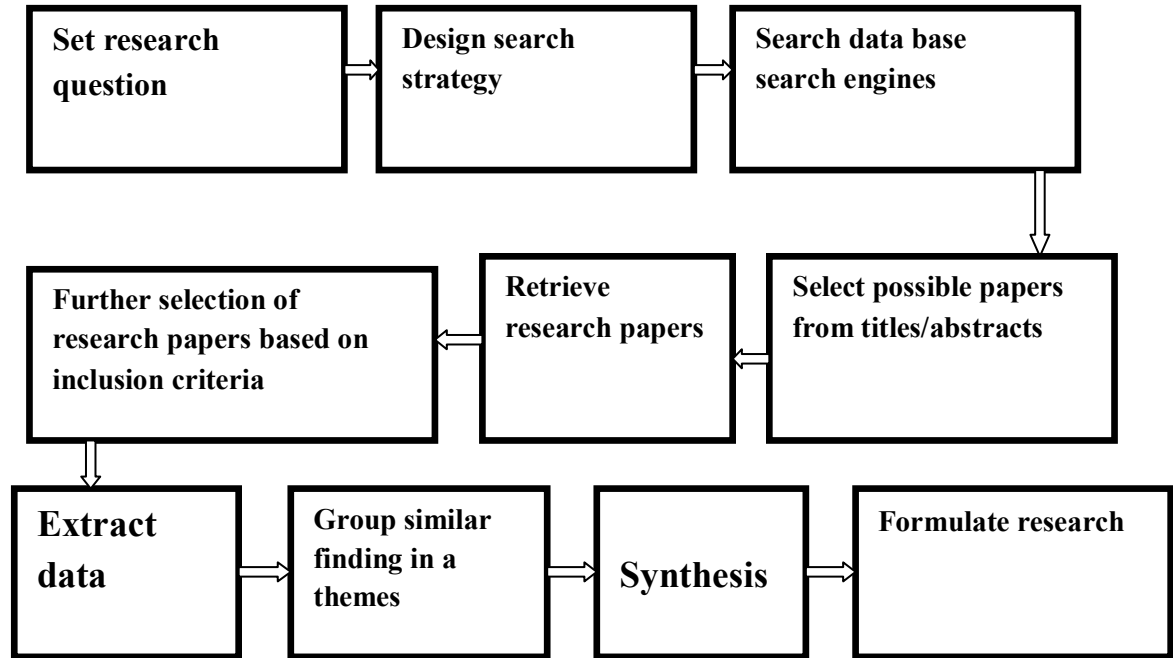 Set research
question
Design search
strategy
Search data base
search engines
Select possible papers
from titles/abstracts
Retrieve
research papers
Further selection of
research papers based on
inclusion criteria
Extract
data
Group similar
finding in a
themes
Synthesis
Formulate research